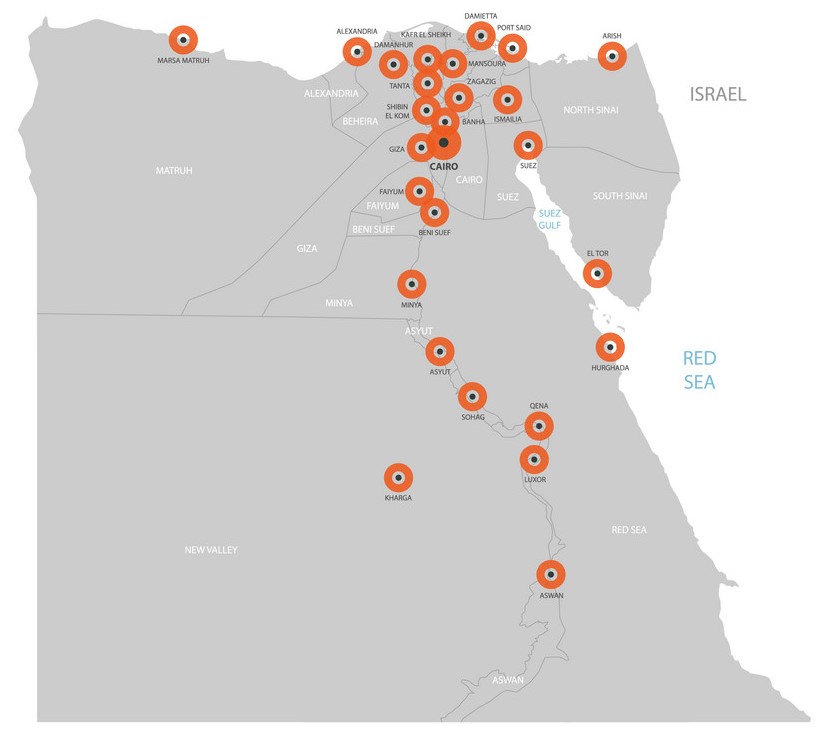 DAMIETTA
PORT SAID
ALEXANDRIA
KAFR EL SHEIKH
ARISH
DAMANHUR
MARSA MATRUH
MANSOURA
TANTA
ZAGAZIG
ISRAEL
ALEXANDRIA
SHIBIN
EL KOM
NORTH SINAI
BEHEIRA
BANHA
ISMAILIA
GIZA
CAIRO
SUEZ
MATRUH
CAIRO
FAIYUM
SUEZ
SOUTH SINAI
FAIYUM
SUEZ
GULF
BENI SUEF
BENI SUEF
GIZA
EL TOR
MINYA
MINYA
ASYUT
RED
SEA
ASYUT
HURGHADA
QENA
SOHAG
LUXOR
KHARGA
RED SEA
NEW VALLEY
ASWAN
ASWAN